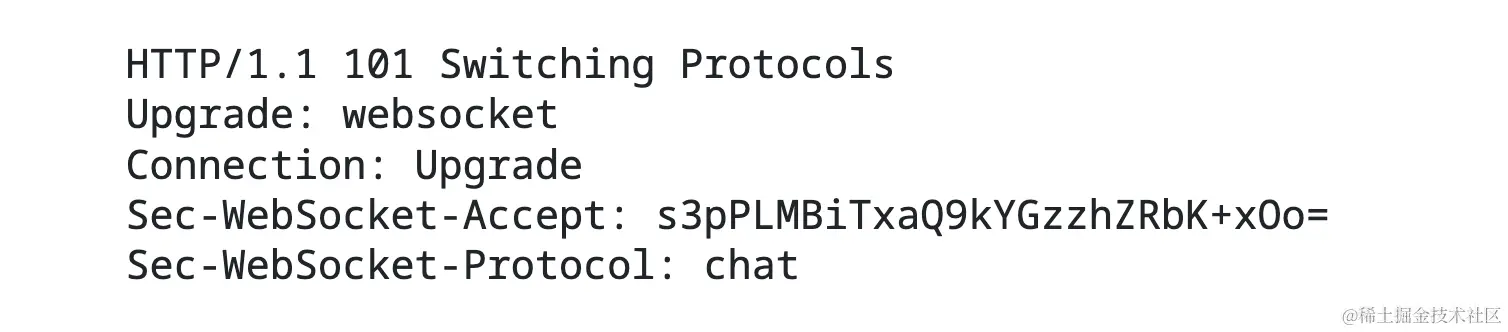 HTTP/1.1 101 Switching Protocols
Upgrade: websocket
Connection: Upgrade
Sec-WebSocket-Accept: s3pPLMBiTxaQ9kYGzzhZRbK+xOo=
Sec-WebSocket-Protocol: chat
@稀土掘金技术社区